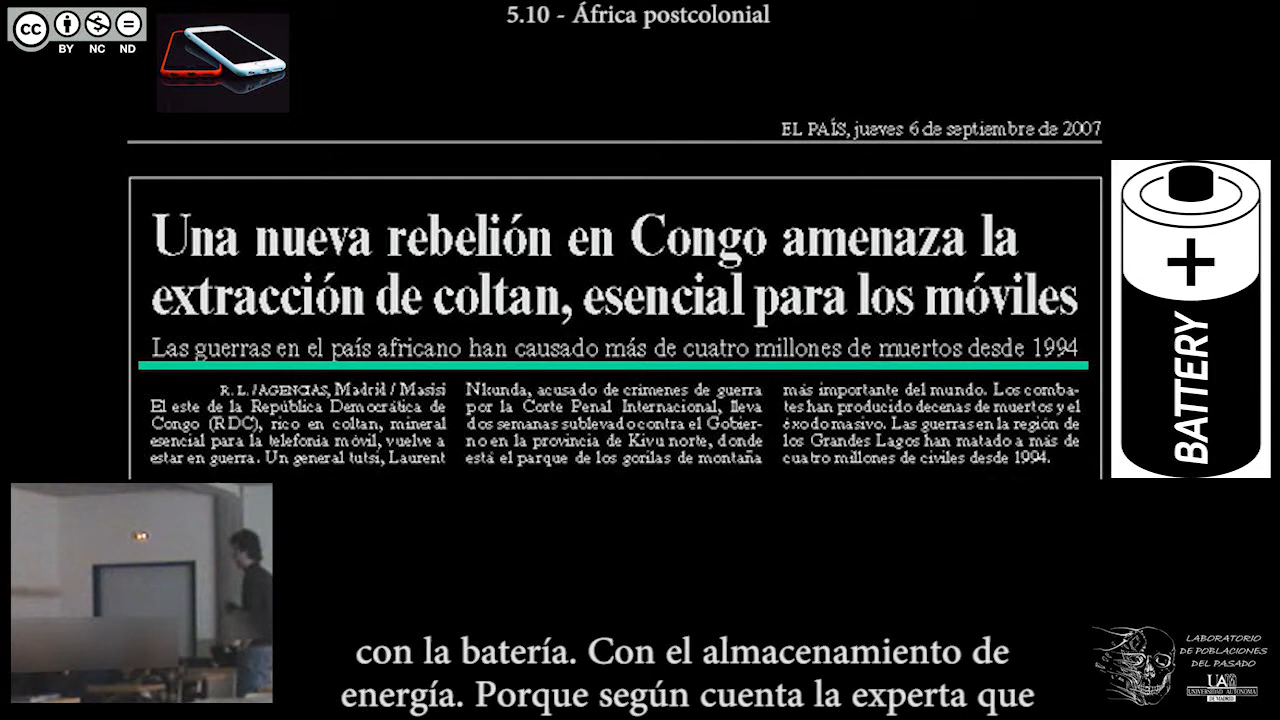 5.10 - África postcolonial
cc
BY NC ND
EL PAÍS, jueves 6 de septiembre de 2007
Una nueva rebelión en Congo amenaza la
extracción de coltan, esencial para los móviles
Las guerras en el país africano han causado más de cuatro millones de muertos desde 1994
R. L. / AGENCIAS, Madrid / Masisi
El este de la República Democrática de
Congo (RDC), rico en coltan, mineral
esencial para la telefonía móvil, vuelve a
estar en guerra. Un general tutsi, Laurent
Nkunda, acusado de crímenes de guerra
por la Corte Penal Internacional, lleva
dos semanas sublevado contra el Gobier-
no en la provincia de Kivu norte, donde
está el parque de los gorilas de montaña
más importante del mundo. Los comba-
tes han producido decenas de muertos y el
éxodo masivo. Las guerras en la región de
los Grandes Lagos han matado a más de
cuatro millones de civiles desde 1994.
+
BATTERY
con la batería. Con el almacenamiento de
energía. Porque según cuenta la experta que
LABORATORIO
DE POBLACIONES
DEL PASADO
UAM
UNIVERSIDAD AUTONOMA
DE MADRID